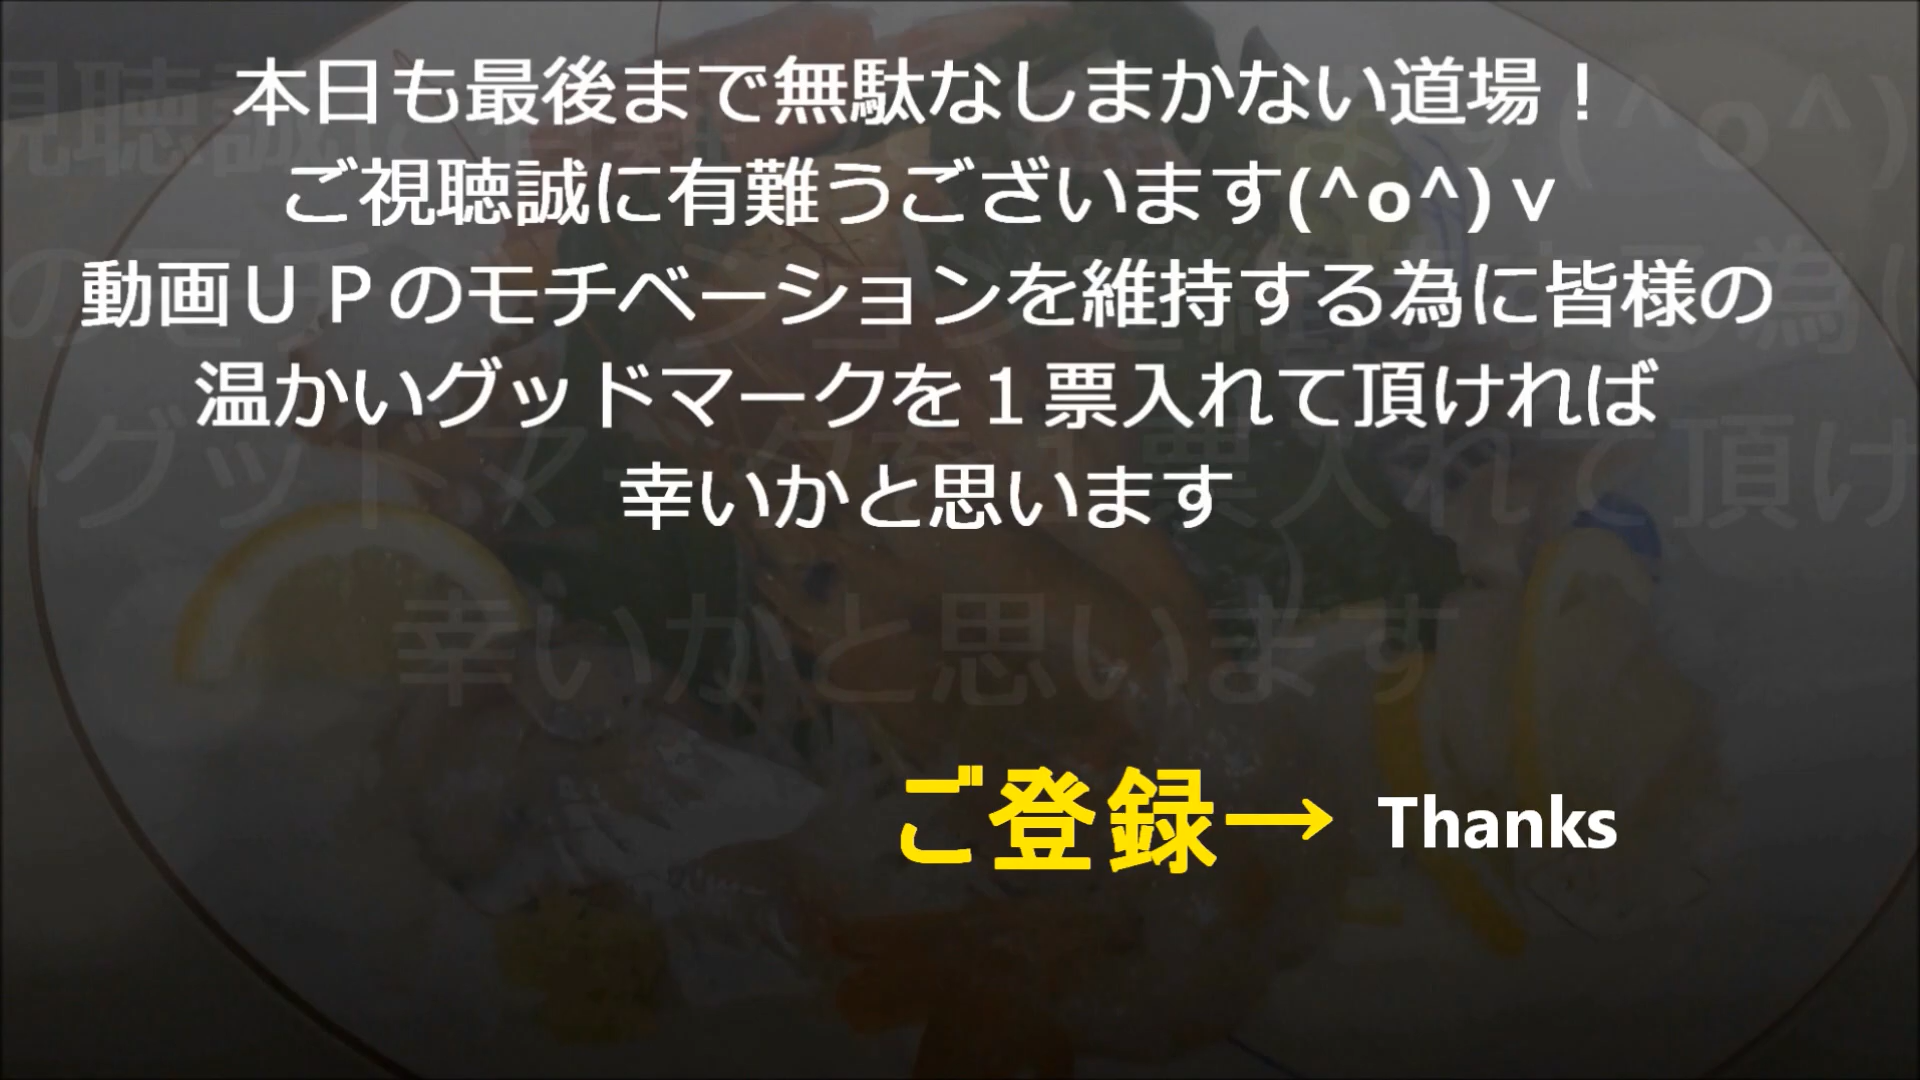 本日も最後まで無駄なしまかない道場！
ご視聴誠に有難うございます(^o^)ｖ
動画ＵＰのモチベーションを維持する為に皆様の
温かいグッドマークを１票入れて頂ければ
幸いかと思います
ご登録→ Thanks